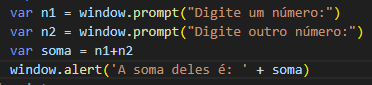 var n1 = window.prompt("Digite um número:")
var n2 = window.prompt("Digite outro número:")
var soma = n1+n2
window.alert('A soma deles é: ' + soma)